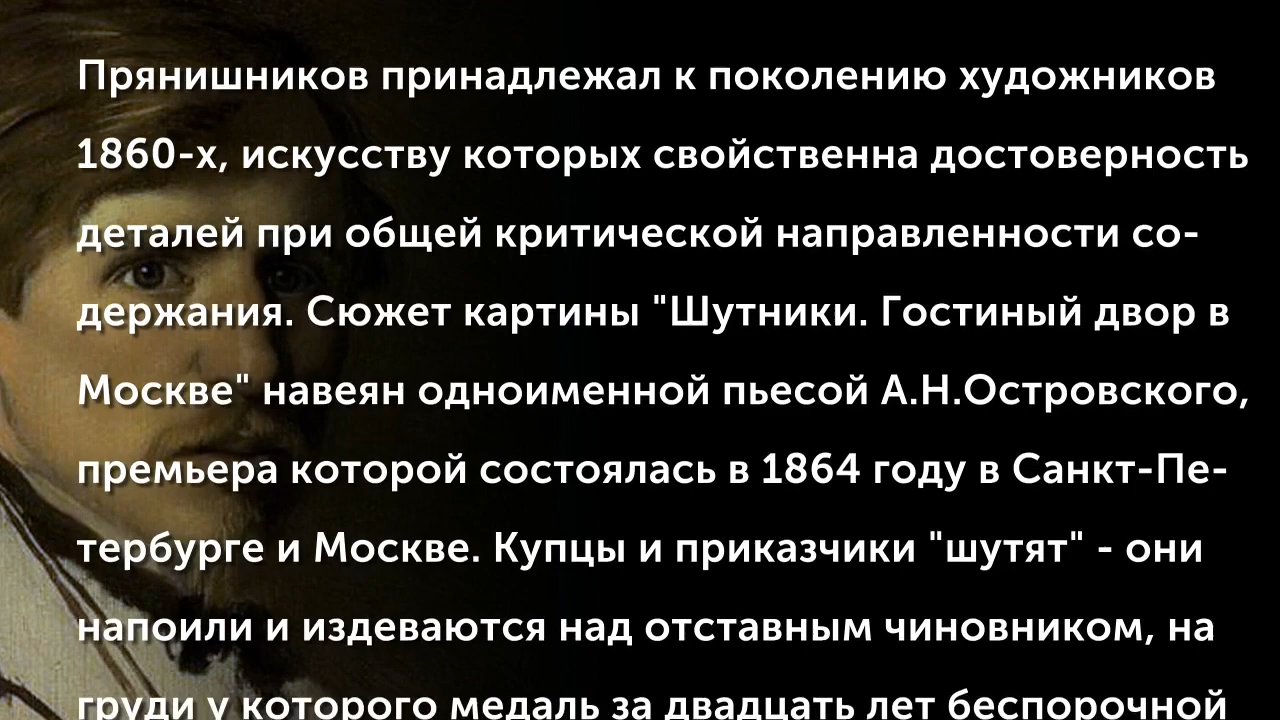 Прянишников принадлежал к поколению художников
1860-х, искусству которых свойственна достоверность
деталей при общей критической направленности со-
держания. Сюжет картины "Шутники. Гостиный двор в
Москве" навеян одноименной пьесой А.Н.Островского,
премьера которой состоялась в 1864 году в Санкт-Пе-
тербурге и Москве. Купцы и приказчики "шутят" - они
напоили и издеваются над отставным чиновником, на
груди у которого медаль за двадцать лет беспорочной